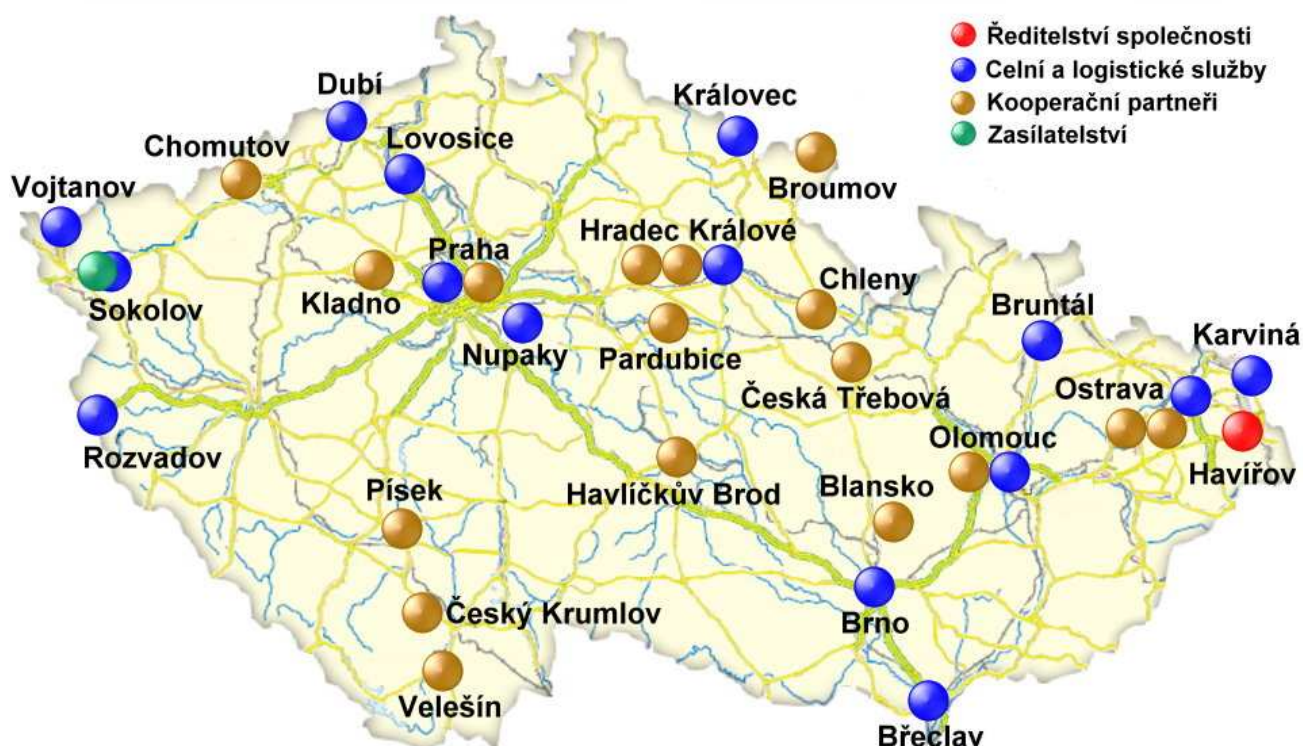 Ředitelství společnosti
Celní a logistické služby
Kooperační partneři
Zasílatelství
Dubí
Královec
Lovosice
Chomutov
Broumov
Vojtanov
Hradec Králové
Praha
Chleny
Kladno
Sokolov
Bruntál
Nupaky
Pardubice
Karviná
Česká Třebová
Ostrava
Olomouc
Rozvadov
Havířov
Písek
Havlíčkův Brod
Blansko
Český Krumlov
Brno
Velešín
Břeclav